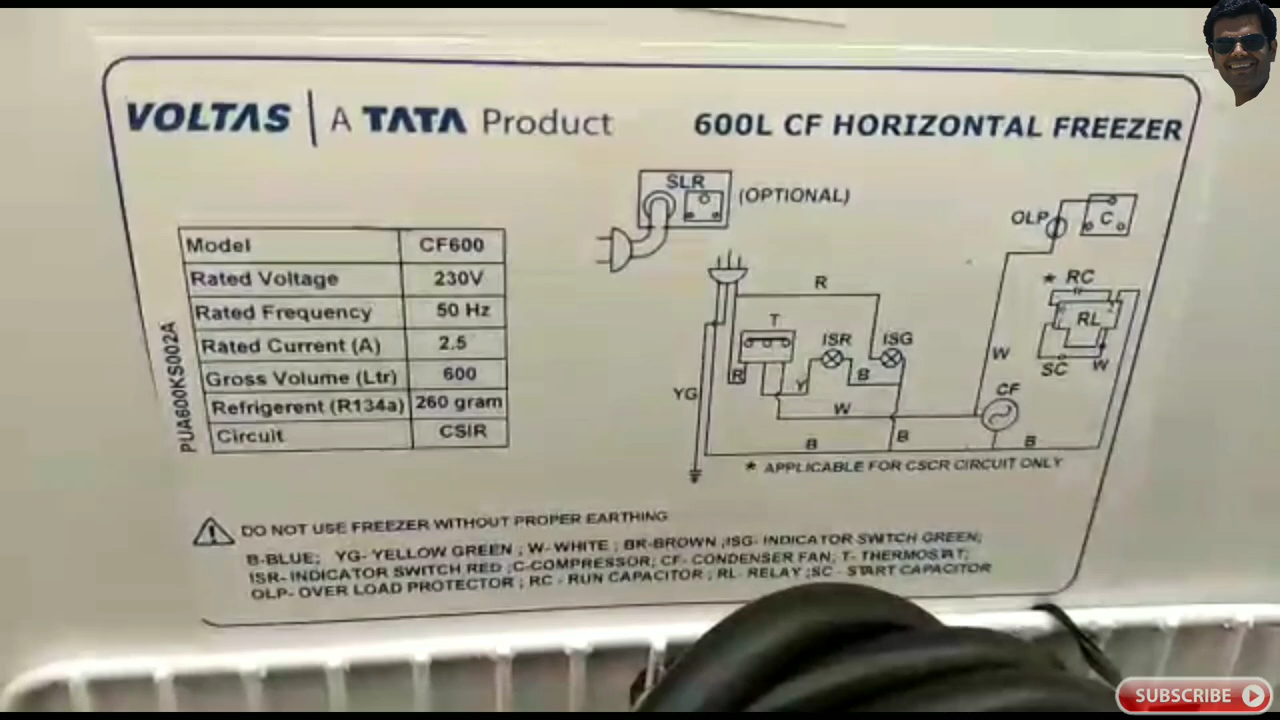 VOLTAS | A TATA Product
600L CF HORIZONTAL FREEZER
SLR
(OPTIONAL)
Model CF600
Rated Voltage 230V
Rated Frequency 50 Hz
Rated Current (A) 2.5
Gross Volume (Ltr) 600
Refrigerent (R134a) 260 gram
Circuit CSIR
PUA600KS002A
OLP
C
R
* RC
T
RL
ISR
ISG
R
B
Y
W
SC
W
YG
W
CF
B
B
B
* APPLICABLE FOR CSCR CIRCUIT ONLY
DO NOT USE FREEZER WITHOUT PROPER EARTHING
B-BLUE; YG- YELLOW GREEN ; W- WHITE ; BR-BROWN ;ISG- INDICATOR SWITCH GREEN;
ISR- INDICATOR SWITCH RED ;C-COMPRESSOR; CF- CONDENSER FAN; T- THERMOSTAT;
OLP- OVER LOAD PROTECTOR ; RC - RUN CAPACITOR ; RL- RELAY ;SC - START CAPACITOR
SUBSCRIBE